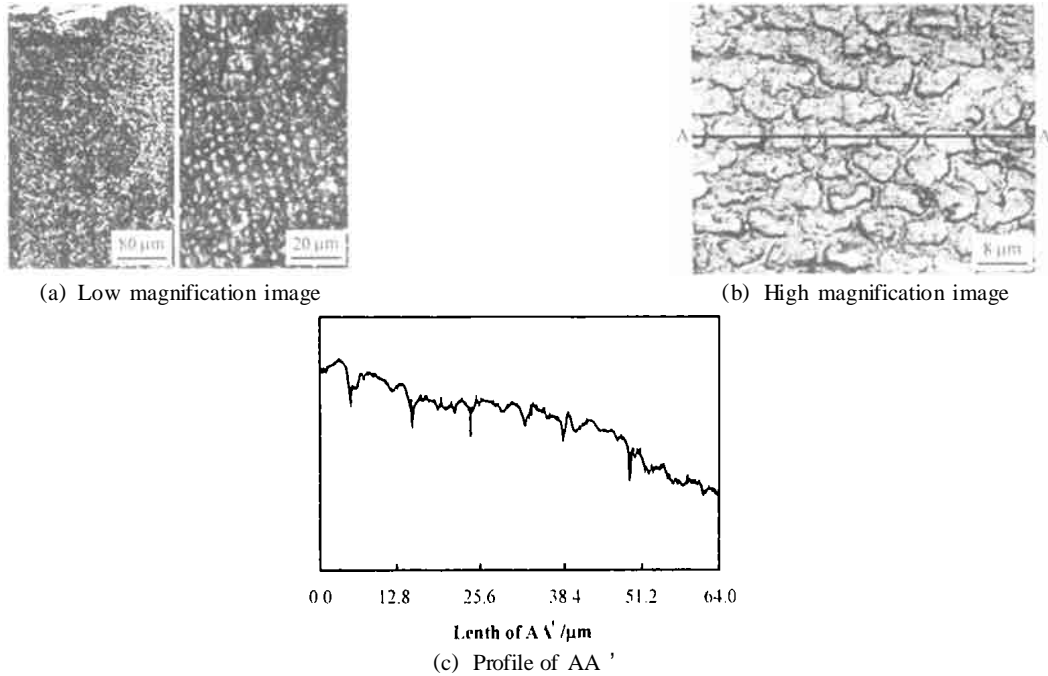 80 μm
20 μm
A
A
8 μm
(a) Low magnification image
(b) High magnification image
0.0 12.8 25.6 38.4 51.2 64.0
Lenth of AA'/μm
(c) Profile of AA '